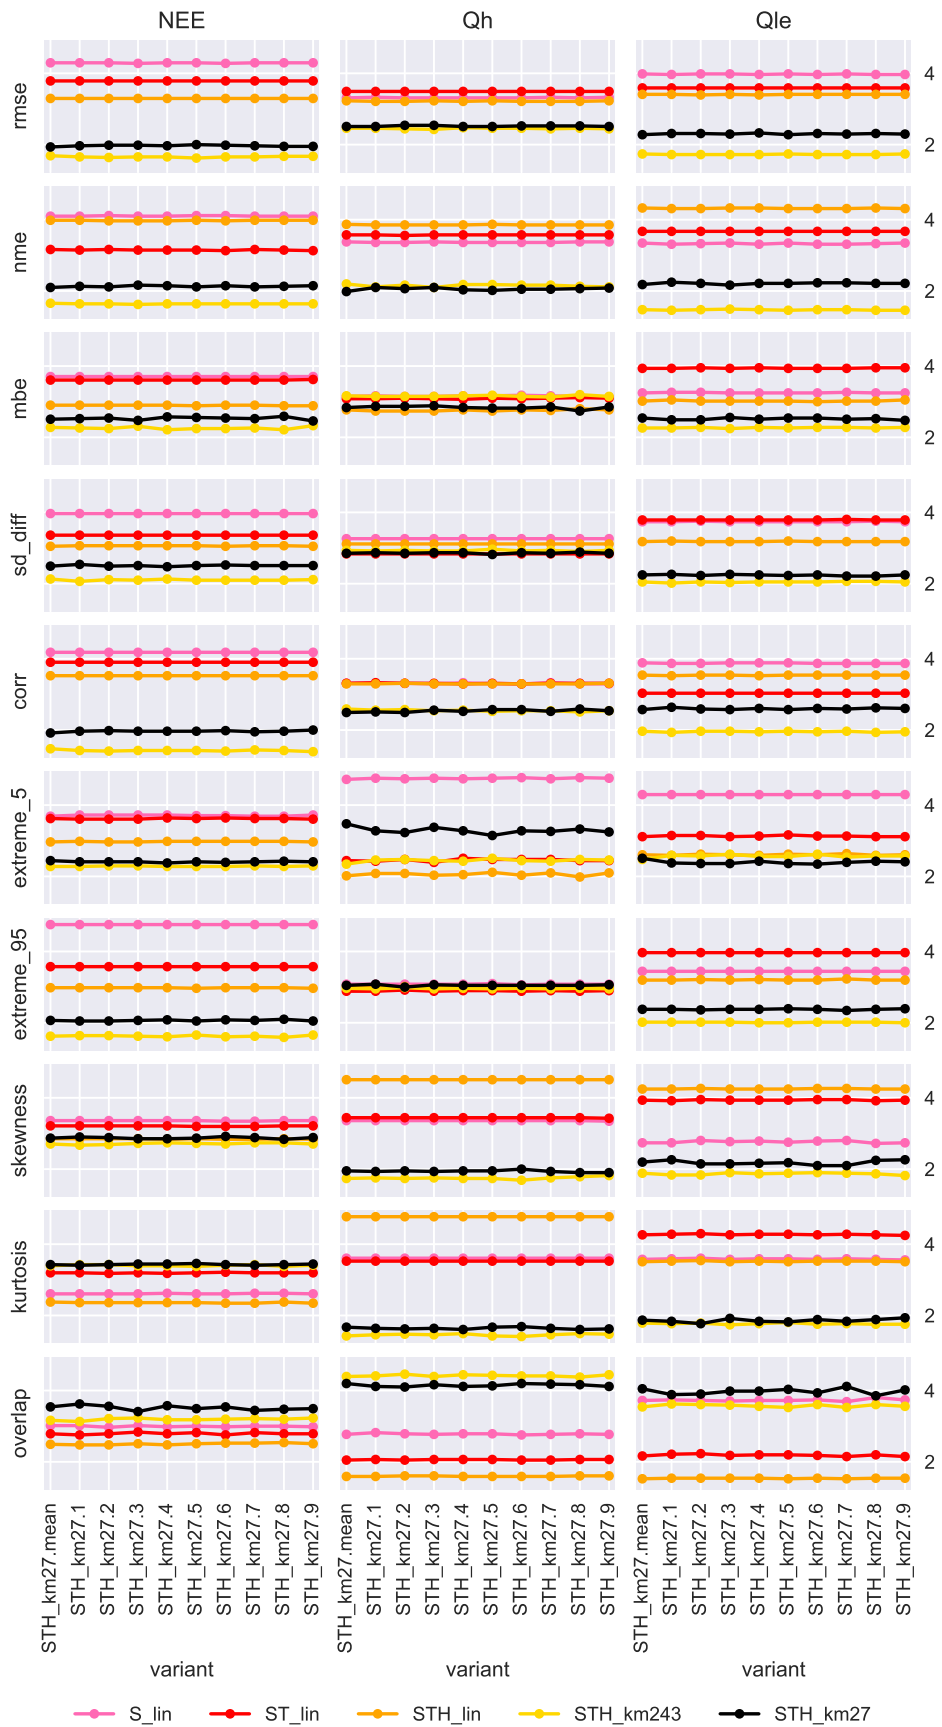 NEE Qh Qle
rmse 4 2
nme 4 2
mbe 4 2
sd_diff 4 2
corr 4 2
extreme_5 4 2
extreme_95 4 2
skewness 4 2
kurtosis 4 2
overlap 4 2
STH_km27.mean STH_km27.1 STH_km27.2 STH_km27.3 STH_km27.4 STH_km27.5 STH_km27.6 STH_km27.7 STH_km27.8 STH_km27.9 STH_km27.mean STH_km27.1 STH_km27.2 STH_km27.3 STH_km27.4 STH_km27.5 STH_km27.6 STH_km27.7 STH_km27.8 STH_km27.9 STH_km27.mean STH_km27.1 STH_km27.2 STH_km27.3 STH_km27.4 STH_km27.5 STH_km27.6 STH_km27.7 STH_km27.8 STH_km27.9
variant variant variant
S_lin ST_lin STH_lin STH_km243 STH_km27